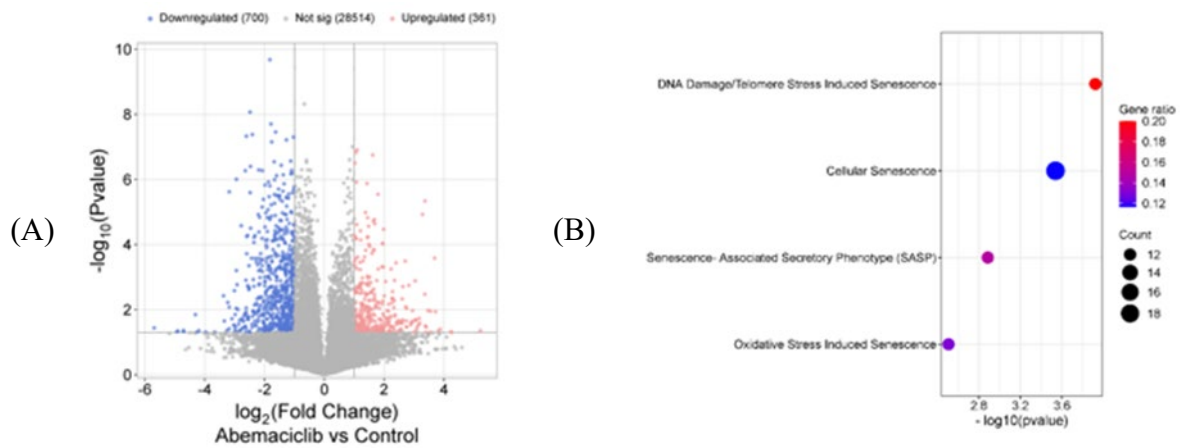 Downregulated (700) Not sig (28514) Upregulated (361)
(A)
-log10(Pvalue)
10
8
6
4
2
0
-6 -4 -2 0 2 4
log2(Fold Change)
Abemaciclib vs Control
(B)
DNA Damage/Telomere Stress Induced Senescence
Cellular Senescence
Senescence- Associated Secretory Phenotype (SASP)
Oxidative Stress Induced Senescence
2.8 3.2 3.6
- log10(pvalue)
Gene ratio
0.20
0.18
0.16
0.14
0.12
Count
12
14
16
18